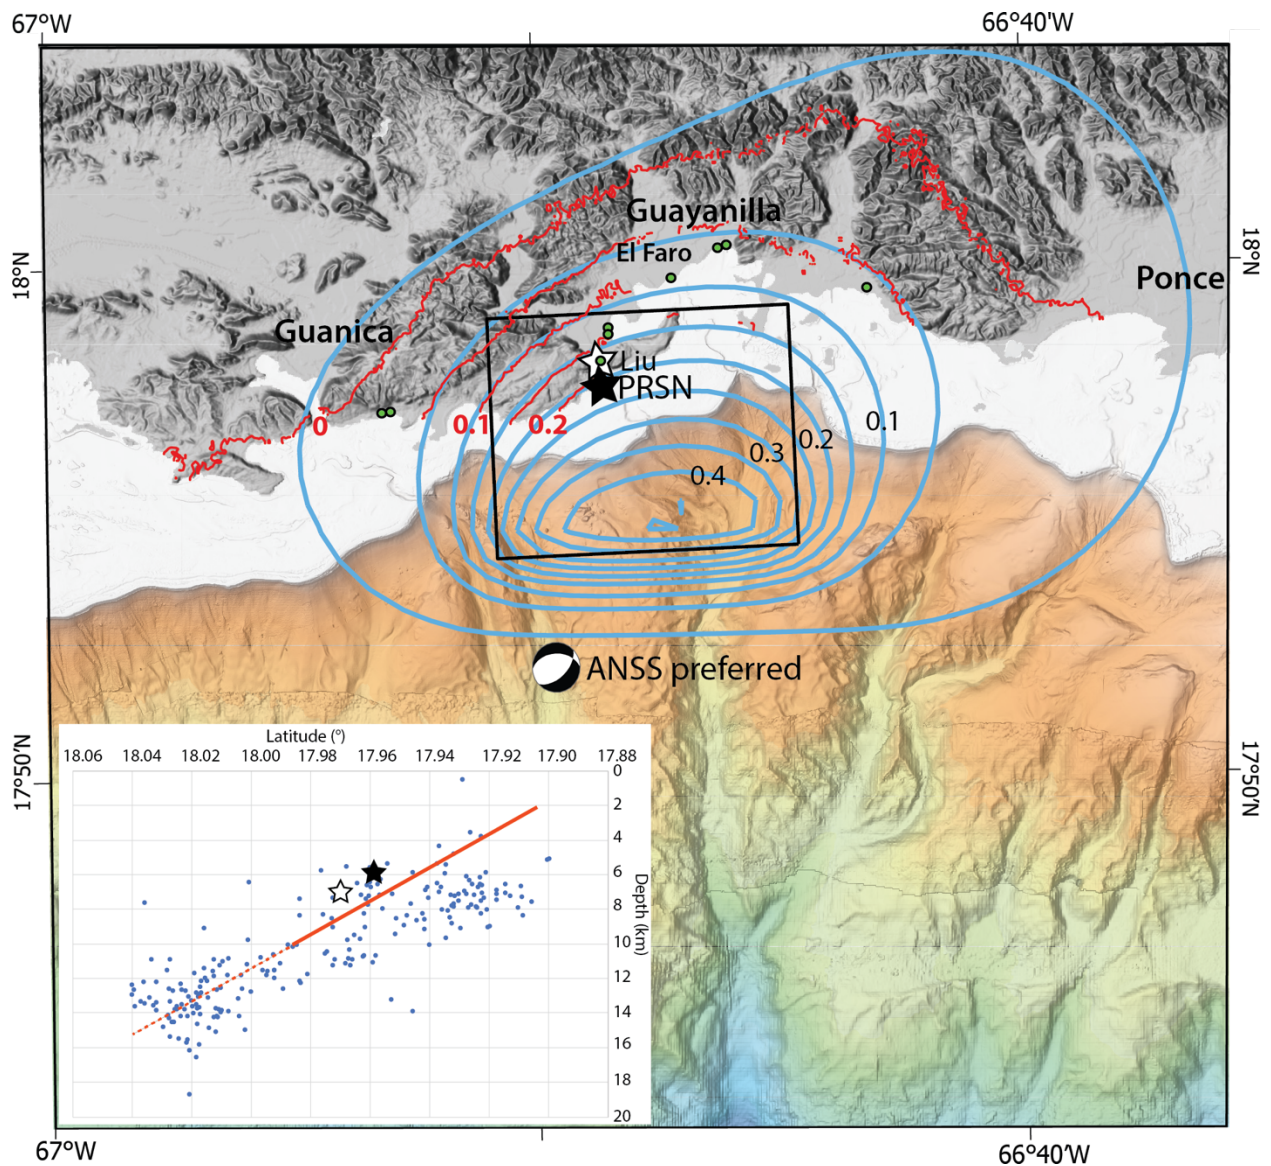 67°W
66°40'W
Guayanilla
El Faro
18°N
18°N
Ponce
Guanica
Liu
PRSN
0
0.1
0.2
0.1
0.2
0.3
0.4
ANSS preferred
17°50'N
17°50'N
Latitude (°)
18.06
18.04
18.02
18.00
17.98
17.96
17.94
17.92
17.90
17.88
0
2
4
6
8
10
12
14
16
18
20
Depth (km)
67°W
66°40'W